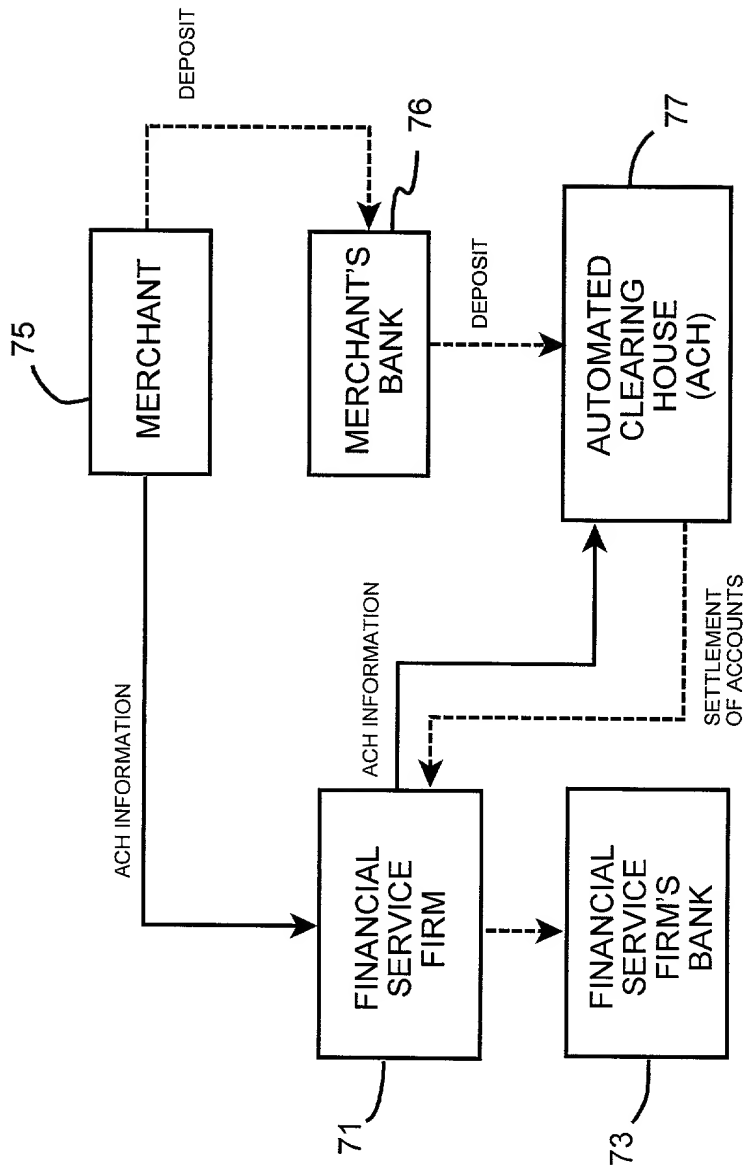 75
MERCHANT
DEPOSIT
ACH INFORMATION
MERCHANT'S
BANK
76
DEPOSIT
71
FINANCIAL
SERVICE
FIRM
ACH INFORMATION
AUTOMATED
CLEARING
HOUSE
(ACH)
77
SETTLEMENT
OF ACCOUNTS
73
FINANCIAL
SERVICE
FIRM'S
BANK